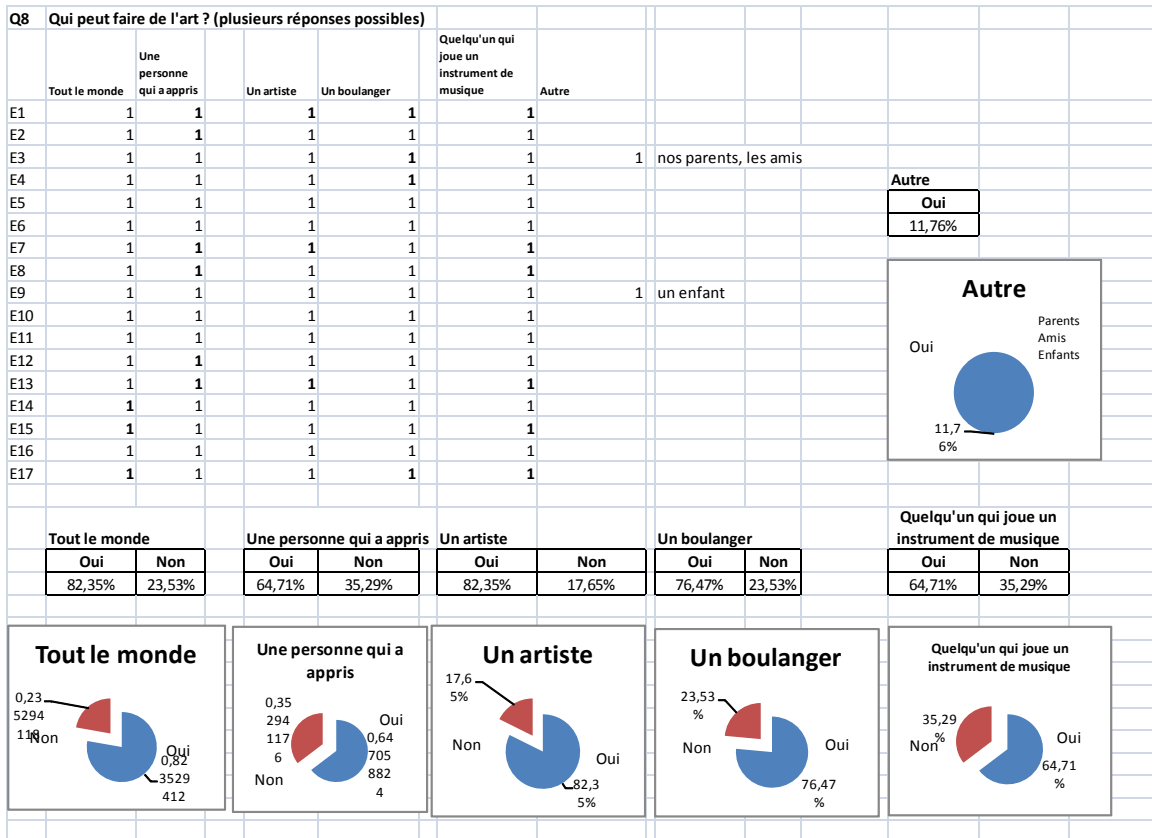 Q8 Qui peut faire de l'art ? (plusieurs réponses possibles)
Tout le monde Une personne qui a appris Un artiste Un boulanger Quelqu'un qui joue un instrument de musique Autre
E1 1 1 1 1 1
E2 1 1 1 1 1
E3 1 1 1 1 1 1 nos parents, les amis
E4 1 1 1 1 1
E5 1 1 1 1 1
E6 1 1 1 1 1
E7 1 1 1 1 1
E8 1 1 1 1 1
E9 1 1 1 1 1 1 un enfant
E10 1 1 1 1 1
E11 1 1 1 1 1
E12 1 1 1 1 1
E13 1 1 1 1 1
E14 1 1 1 1 1
E15 1 1 1 1 1
E16 1 1 1 1 1
E17 1 1 1 1 1
Autre
Oui
11,76%
Autre
Parents
Amis
Enfants
Oui
11,7
6%
Tout le monde
Oui Non
82,35% 23,53%
Une personne qui a appris
Oui Non
64,71% 35,29%
Un artiste
Oui Non
82,35% 17,65%
Un boulanger
Oui Non
76,47% 23,53%
Quelqu'un qui joue un
instrument de musique
Oui Non
64,71% 35,29%
Tout le monde
0,23
5294
118
Non
Oui
0,82
3529
412
Une personne qui a
appris
0,35
294
117
6
Non
Oui
0,64
705
882
4
Un artiste
17,6
5%
Non
Oui
82,3
5%
Un boulanger
23,53
%
Non
Oui
76,47
%
Quelqu'un qui joue un
instrument de musique
35,29
%
Non
Oui
64,71
%